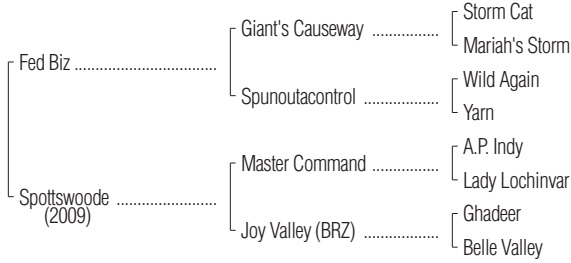 Storm Cat
Giant's Causeway ..................
Mariah's Storm
Fed Biz ...................................
Wild Again
Spunoutacontrol ...................
Yarn
A.P. Indy
Master Command ..................
Lady Lochinvar
Spottswoode .........................
(2009)
Ghadeer
Joy Valley (BRZ) ...................
Belle Valley